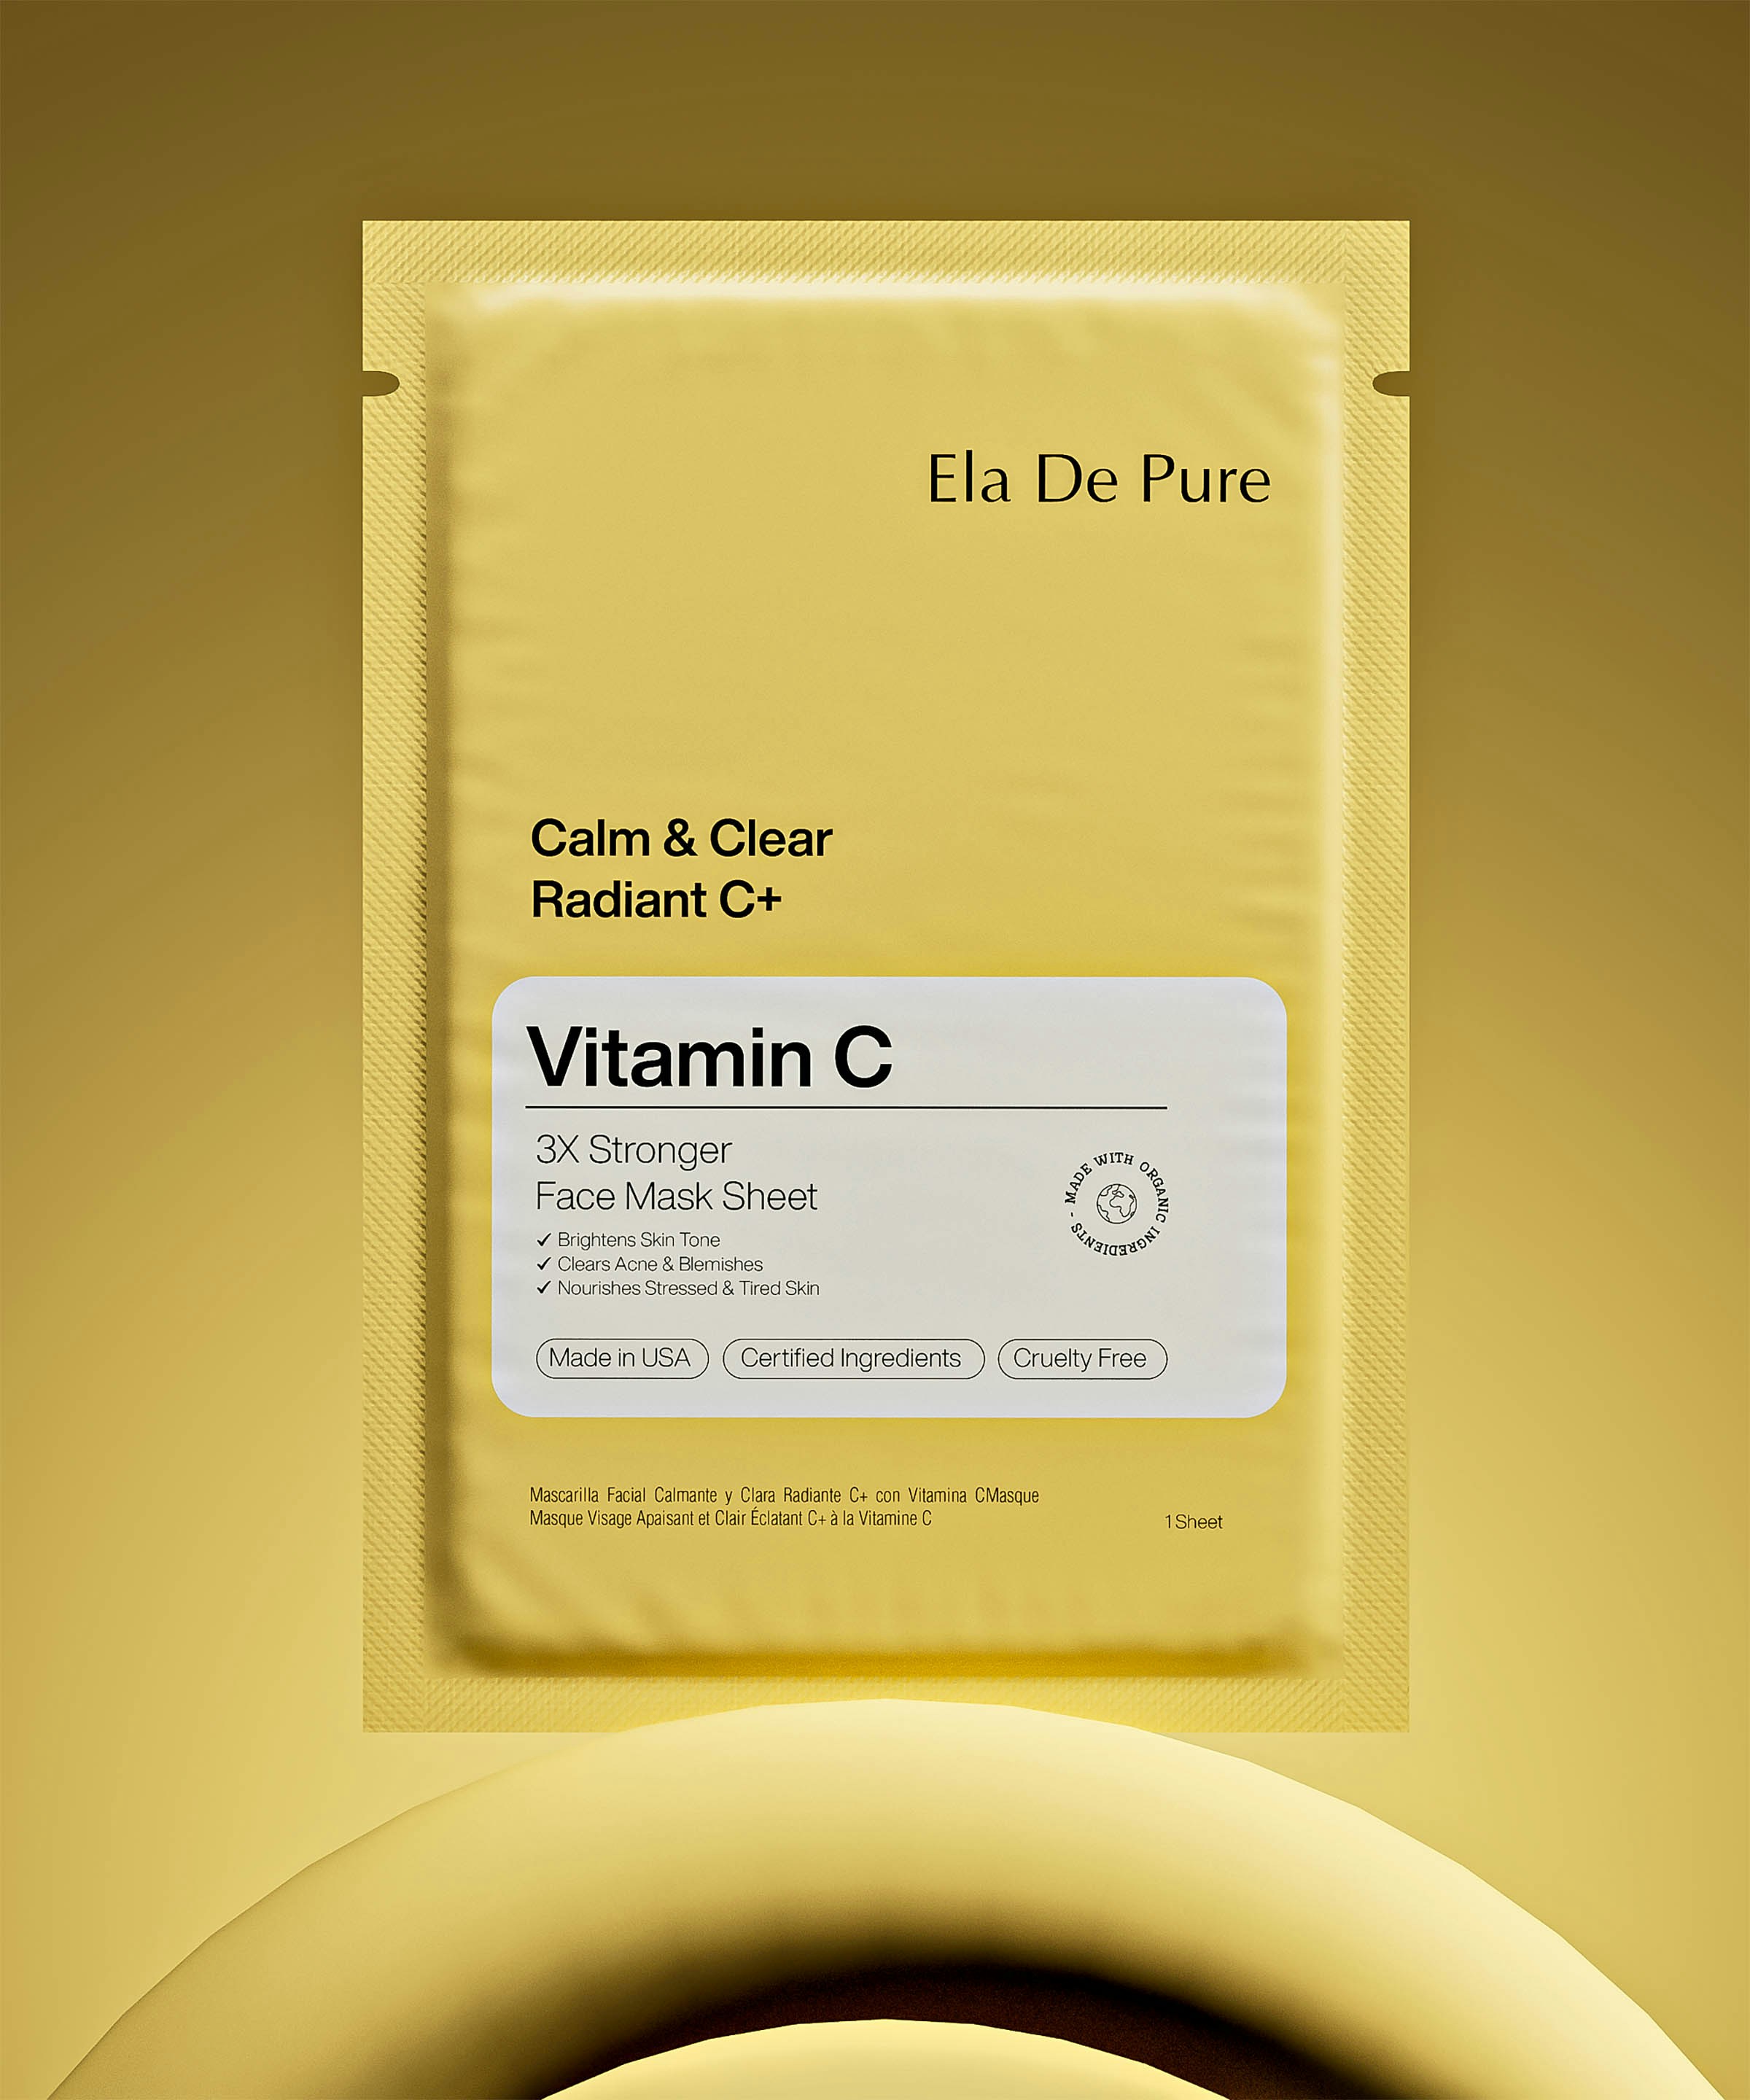 Ela De Pure
Calm & Clear
Radiant C+
Vitamin C
3X Stronger
Face Mask Sheet
✓ Brightens Skin Tone
✓ Clears Acne & Blemishes
✓ Nourishes Stressed & Tired Skin
MADE WITH ORGANIC INGREDIENTS -
Made in USA
Certified Ingredients
Cruelty Free
Mascarilla Facial Calmante y Clara Radiante C+ con Vitamina CMasque
Masque Visage Apaisant et Clair Éclatant C+ à la Vitamine C
1 Sheet